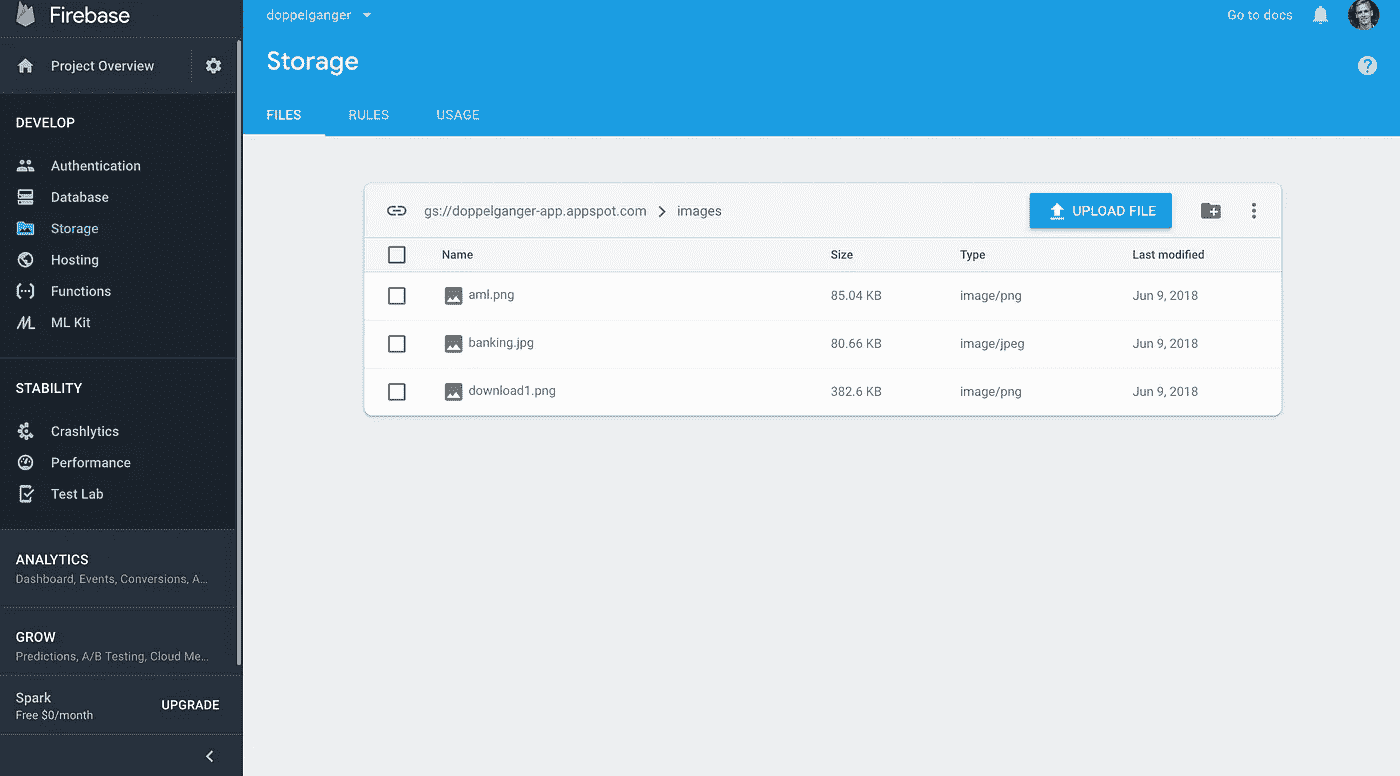 Firebase
Project Overview
DEVELOP
Authentication
Database
Storage
Hosting
Functions
ML Kit
STABILITY
Crashlytics
Performance
Test Lab
ANALYTICS
Dashboard, Events, Conversions, A...
GROW
Predictions, A/B Testing, Cloud Me...
Spark
Free $0/month
UPGRADE
doppelganger
Go to docs
Storage
FILES RULES USAGE
gs://doppelganger-app.appspot.com > images
UPLOAD FILE
Name Size Type Last modified
aml.png 85.04 KB image/png Jun 9, 2018
banking.jpg 80.66 KB image/jpeg Jun 9, 2018
download1.png 382.6 KB image/png Jun 9, 2018